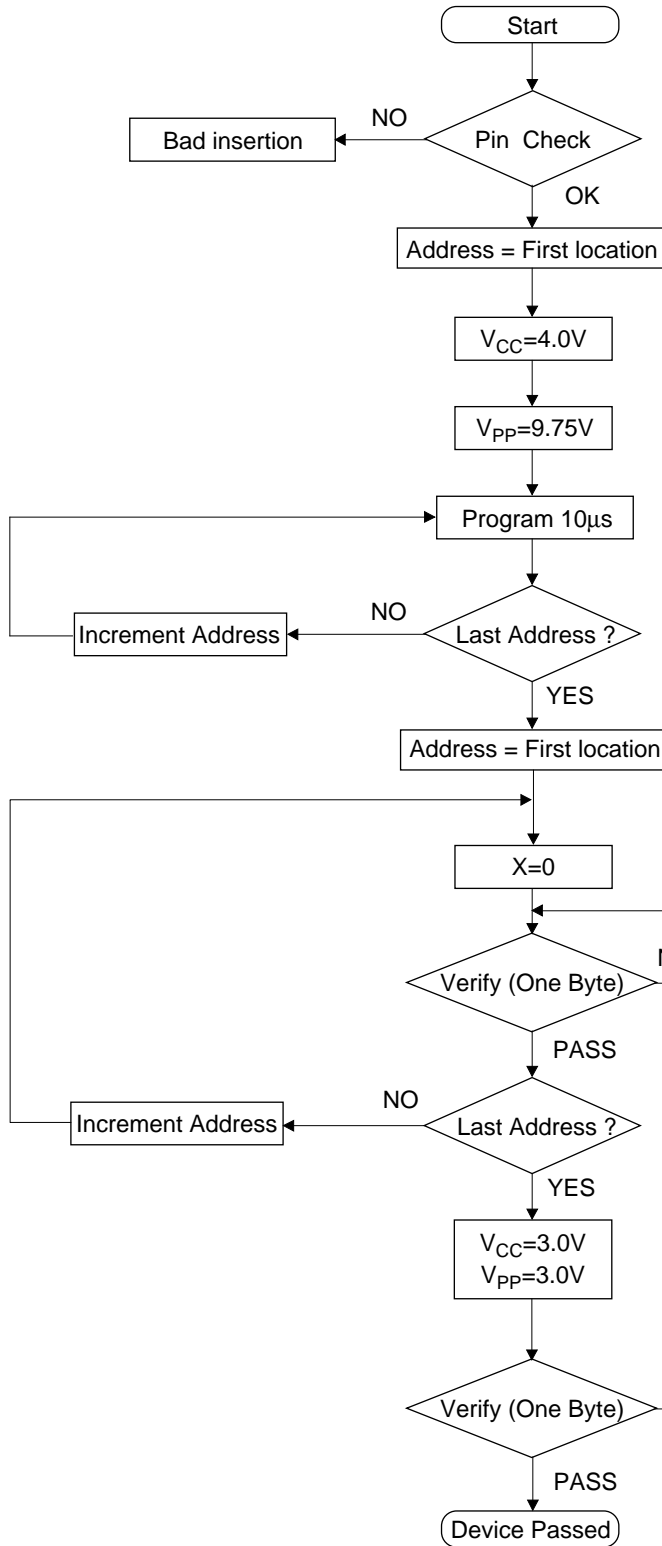 Start
NO
Bad insertion
Pin Check
OK
Address = First location
VCC=4.0V
VPP=9.75V
Program 10μs
NO
Increment Address
Last Address ?
YES
Address = First location
X=0
Verify (One Byte)
PASS
NO
Increment Address
Last Address ?
YES
VCC=3.0V
VPP=3.0V
Verify (One Byte)
PASS
Device Passed